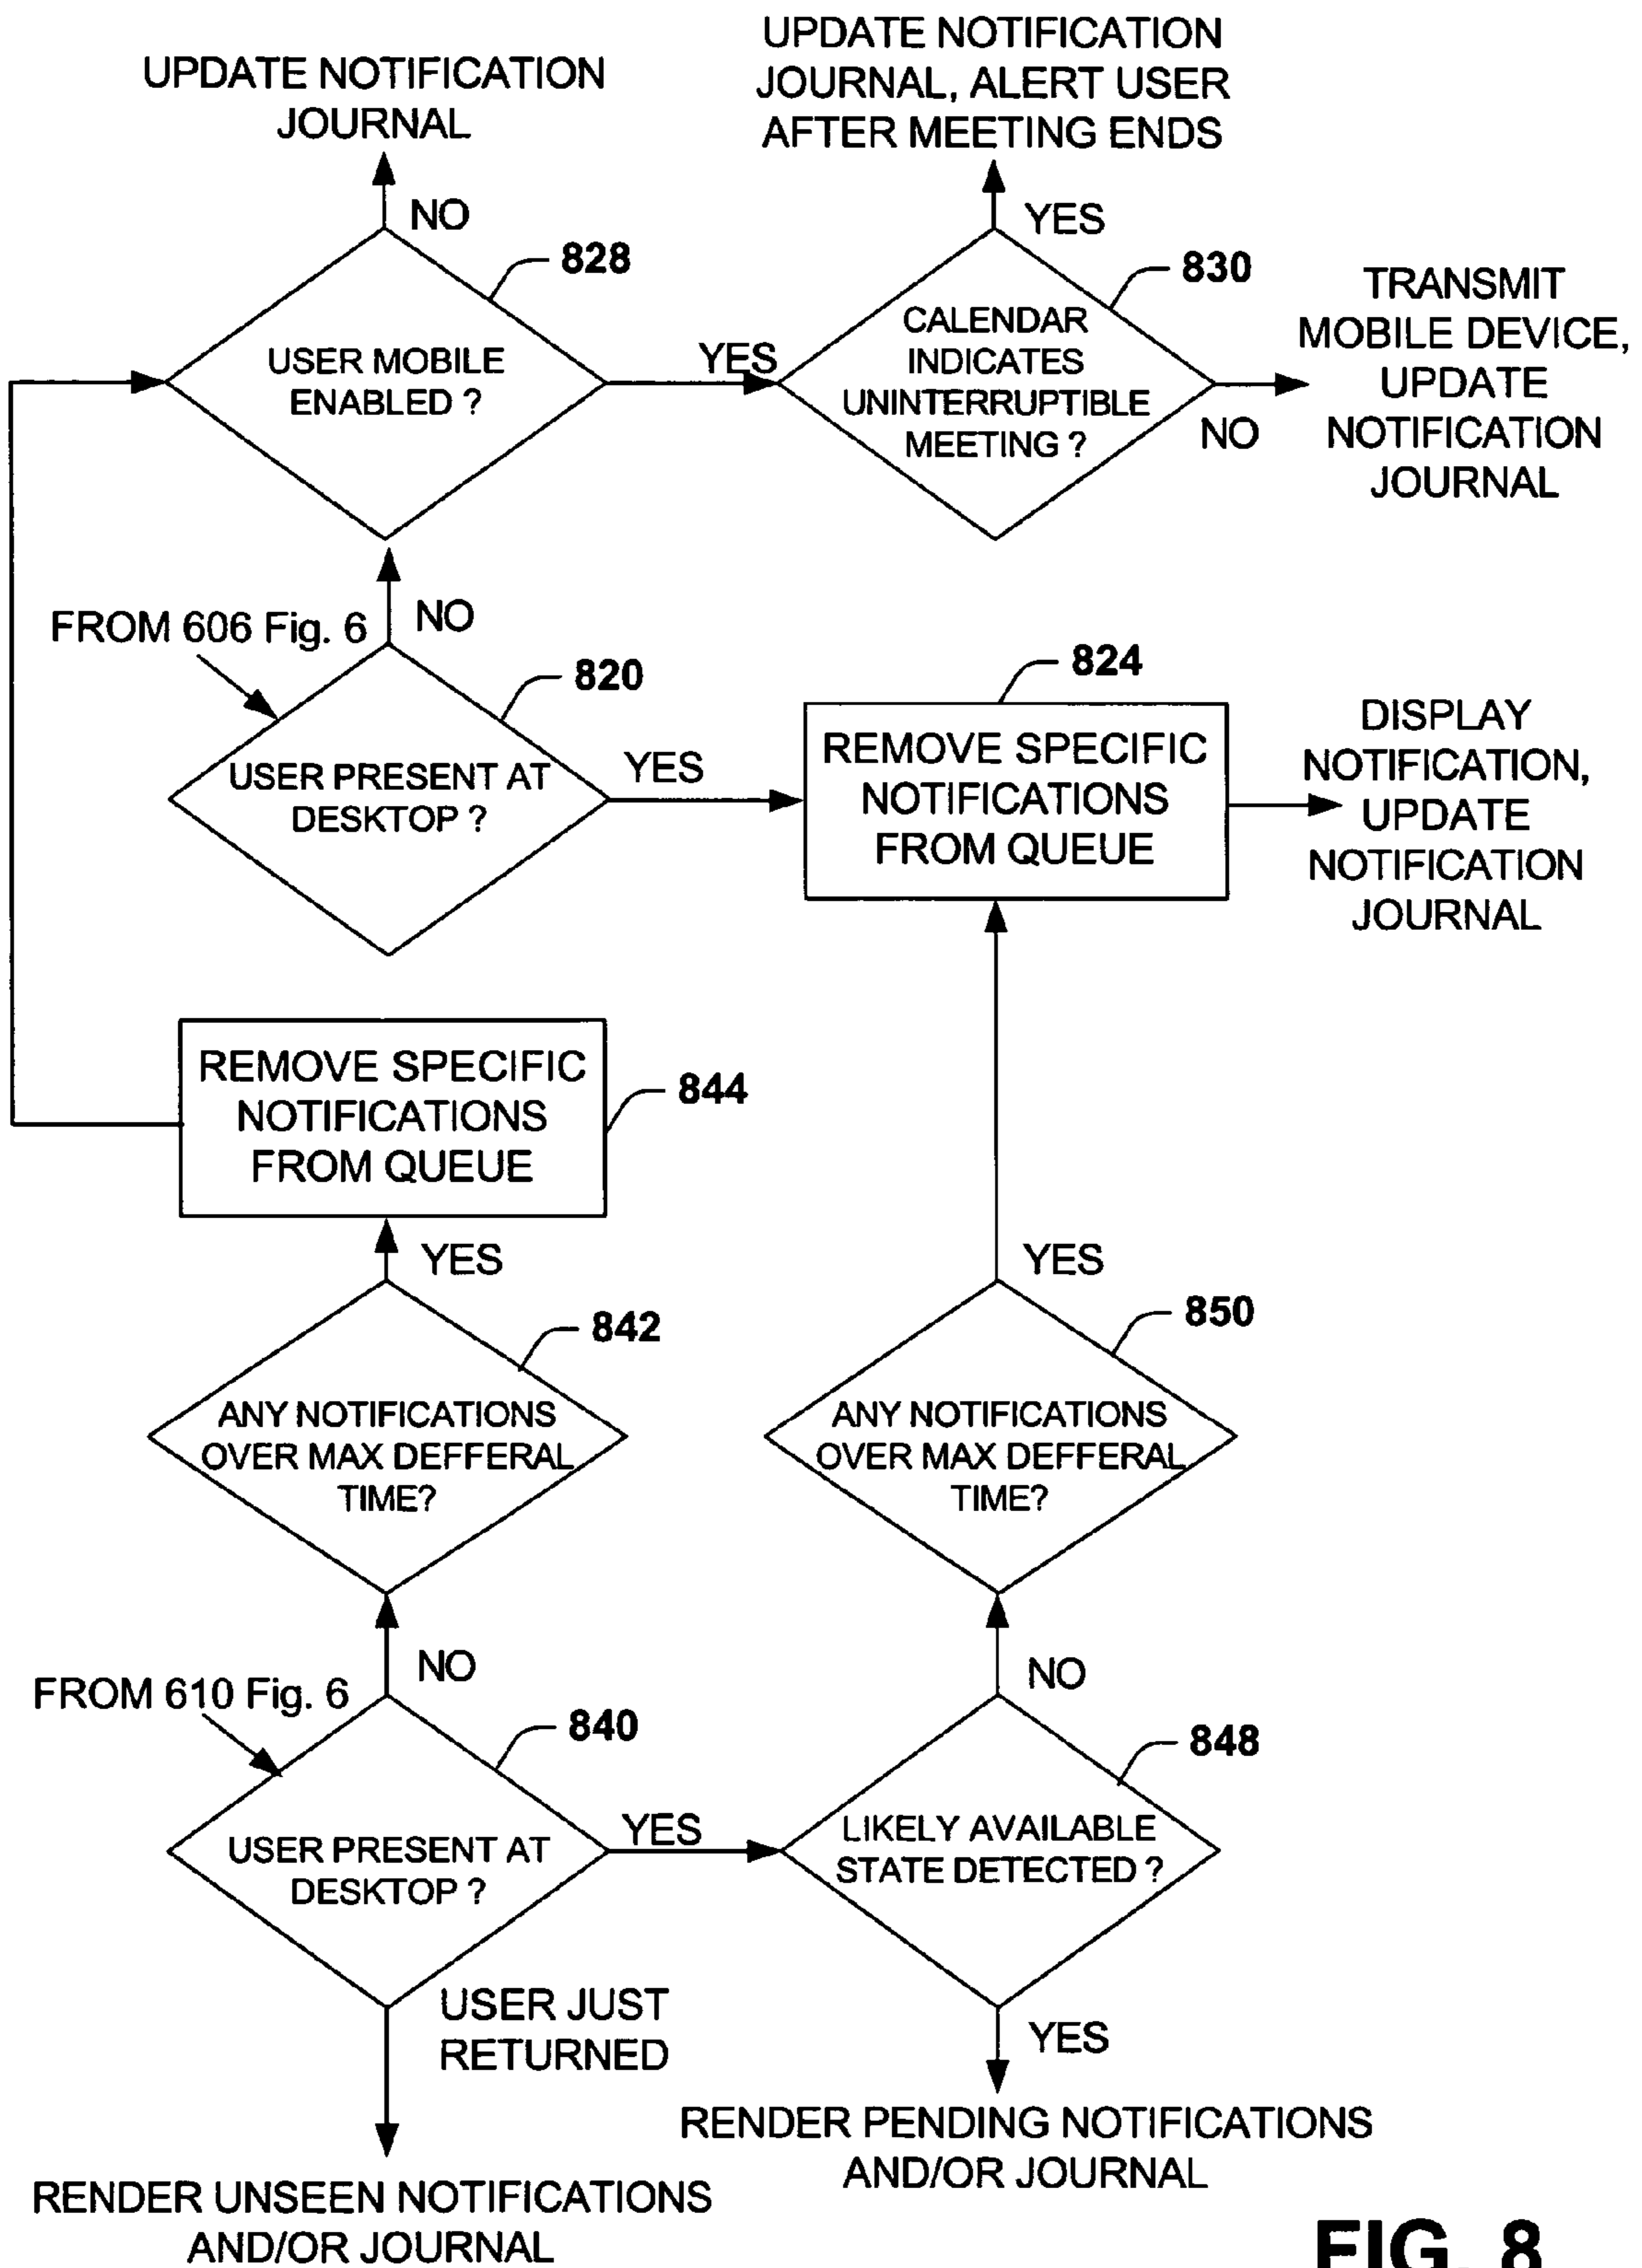 UPDATE NOTIFICATION
JOURNAL
UPDATE NOTIFICATION
JOURNAL, ALERT USER
AFTER MEETING ENDS
NO
YES
828
830
USER MOBILE
ENABLED ?
YES
CALENDAR
INDICATES
UNINTERRUPTIBLE
MEETING ?
NO
TRANSMIT
MOBILE DEVICE,
UPDATE
NOTIFICATION
JOURNAL
FROM 606 Fig. 6
NO
820
USER PRESENT AT
DESKTOP ?
YES
824
REMOVE SPECIFIC
NOTIFICATIONS
FROM QUEUE
DISPLAY
NOTIFICATION,
UPDATE
NOTIFICATION
JOURNAL
REMOVE SPECIFIC
NOTIFICATIONS
FROM QUEUE
844
YES
YES
842
850
ANY NOTIFICATIONS
OVER MAX DEFFERAL
TIME?
ANY NOTIFICATIONS
OVER MAX DEFFERAL
TIME?
NO
NO
FROM 610 Fig. 6
840
848
USER PRESENT AT
DESKTOP ?
YES
LIKELY AVAILABLE
STATE DETECTED ?
USER JUST
RETURNED
YES
RENDER PENDING NOTIFICATIONS
AND/OR JOURNAL
RENDER UNSEEN NOTIFICATIONS
AND/OR JOURNAL
FIG. 8